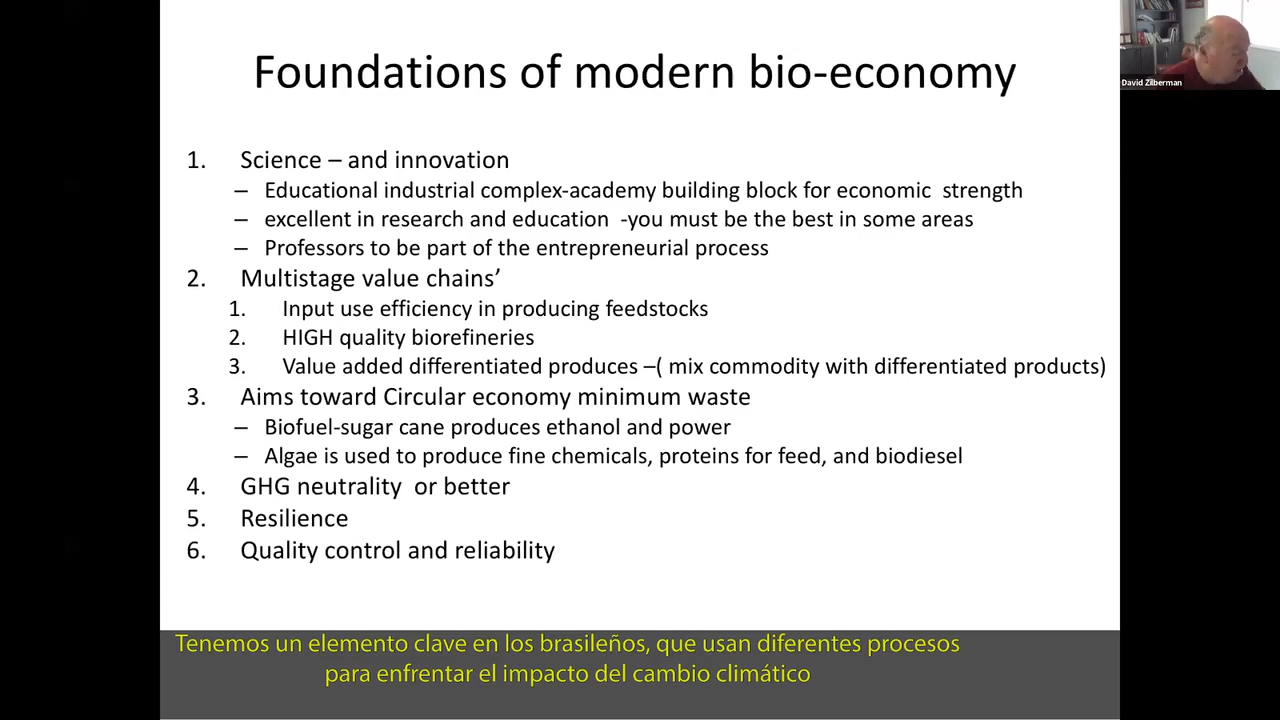 Foundations of modern bio-economy
David Zilberman
1. Science – and innovation
– Educational industrial complex-academy building block for economic strength
– excellent in research and education -you must be the best in some areas
– Professors to be part of the entrepreneurial process
2. Multistage value chains’
1. Input use efficiency in producing feedstocks
2. HIGH quality biorefineries
3. Value added differentiated produces –( mix commodity with differentiated products)
3. Aims toward Circular economy minimum waste
– Biofuel-sugar cane produces ethanol and power
– Algae is used to produce fine chemicals, proteins for feed, and biodiesel
4. GHG neutrality or better
5. Resilience
6. Quality control and reliability
Tenemos un elemento clave en los brasileños, que usan diferentes procesos
para enfrentar el impacto del cambio climático